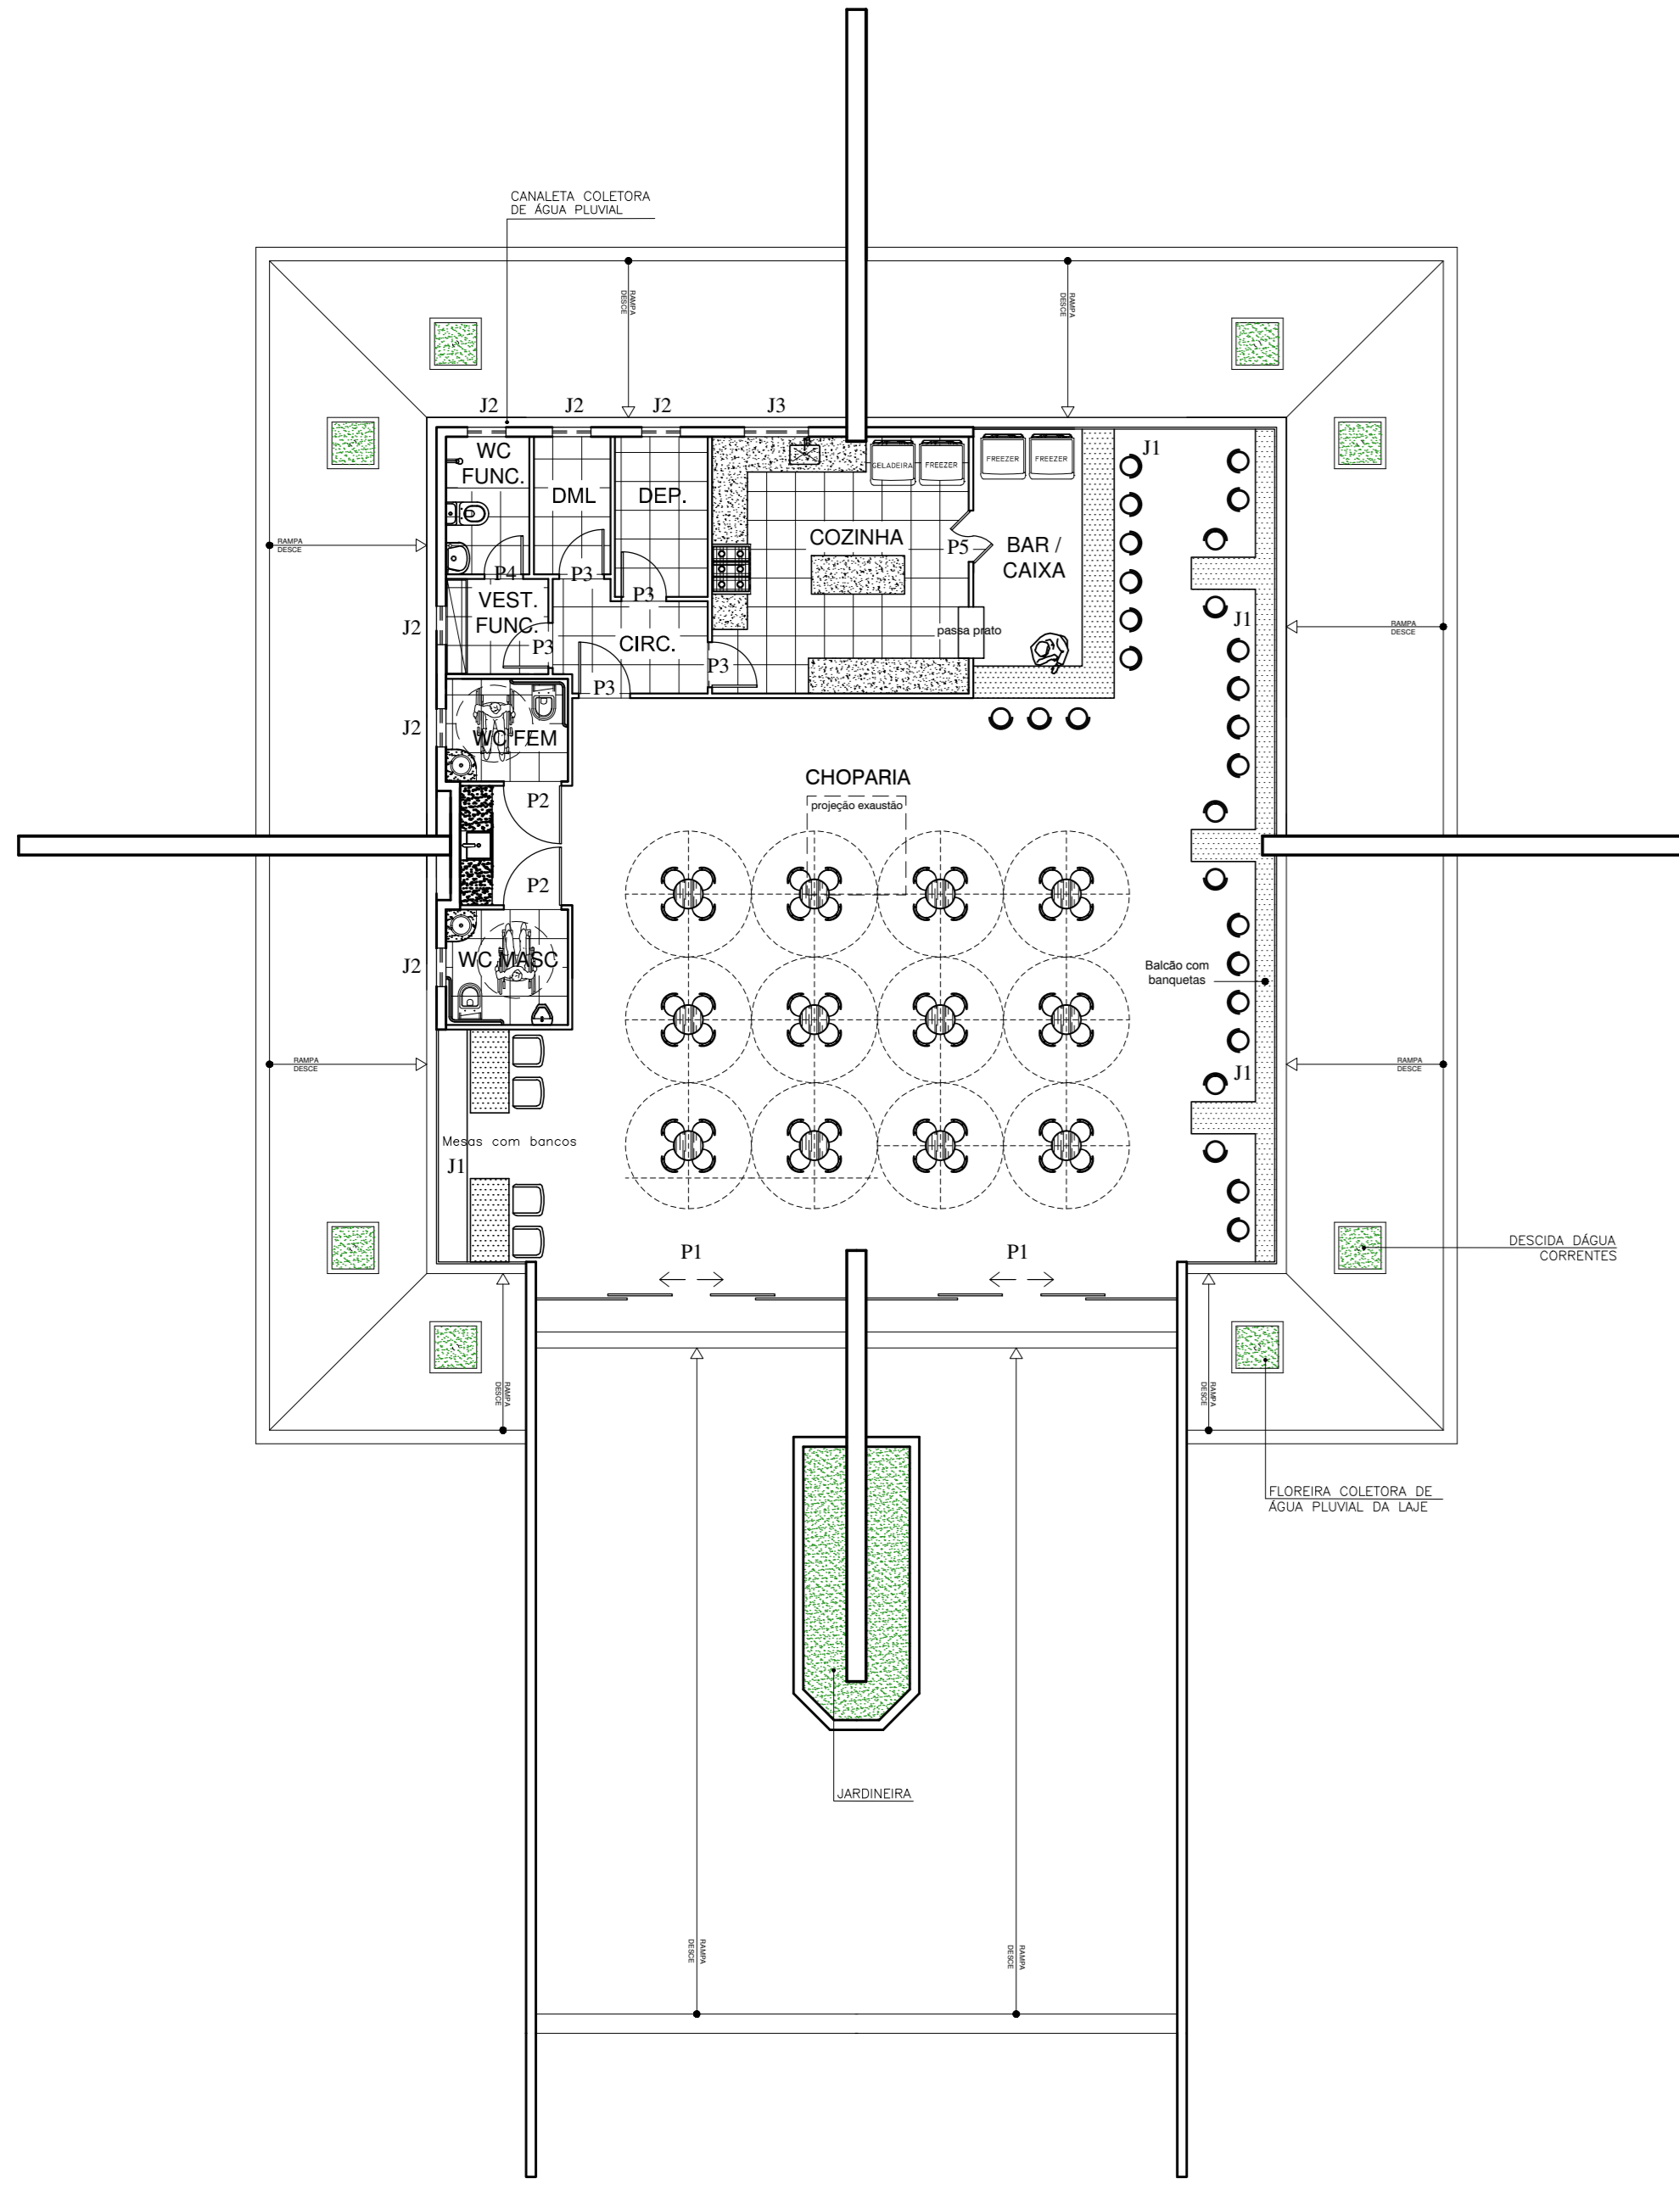 CANALETA COLETORA
DE ÁGUA PLUVIAL
RAMPA
DESCE
RAMPA
DESCE
J2
J2
J2
J3
WC
FUNC.
DML
DEP.
GELADEIRA
FREEZER
FREEZER
FREEZER
J1
COZINHA
P5
BAR /
CAIXA
RAMPA
DESCE
P4
P3
P3
VEST.
FUNC.
J2
P3
CIRC.
P3
P3
passa prato
J1
RAMPA
DESCE
J2
WC FEM
CHOPARIA
projeção exaustão
P2
P2
J2
WC MASC
Balcão com
banquetas
RAMPA
DESCE
J1
RAMPA
DESCE
Mesas com bancos
J1
P1
P1
DESCIDA DÁGUA
CORRENTES
RAMPA
DESCE
RAMPA
DESCE
FLOREIRA COLETORA DE
ÁGUA PLUVIAL DA LAJE
JARDINEIRA
RAMPA
DESCE
RAMPA
DESCE